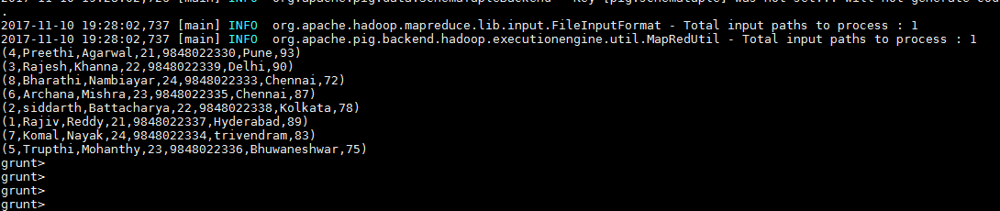 .
2017-11-10 19:28:02,737 [main] INFO  org.apache.hadoop.mapreduce.lib.input.FileInputFormat - Total input paths to process : 1
2017-11-10 19:28:02,737 [main] INFO  org.apache.pig.backend.hadoop.executionengine.util.MapRedUtil - Total input paths to process : 1
(4,Preethi,Agarwal,21,9848022330,Pune,93)
(3,Rajesh,Khanna,22,9848022339,Delhi,90)
(8,Bharathi,Nambiayar,24,9848022333,Chennai,72)
(6,Archana,Mishra,23,9848022335,Chennai,87)
(2,siddarth,Battacharya,22,9848022338,Kolkata,78)
(1,Rajiv,Reddy,21,9848022337,Hyderabad,89)
(7,Komal,Nayak,24,9848022334,trivendram,83)
(5,Trupthi,Mohanthy,23,9848022336,Bhuwaneshwar,75)
grunt>
grunt>
grunt>
grunt>